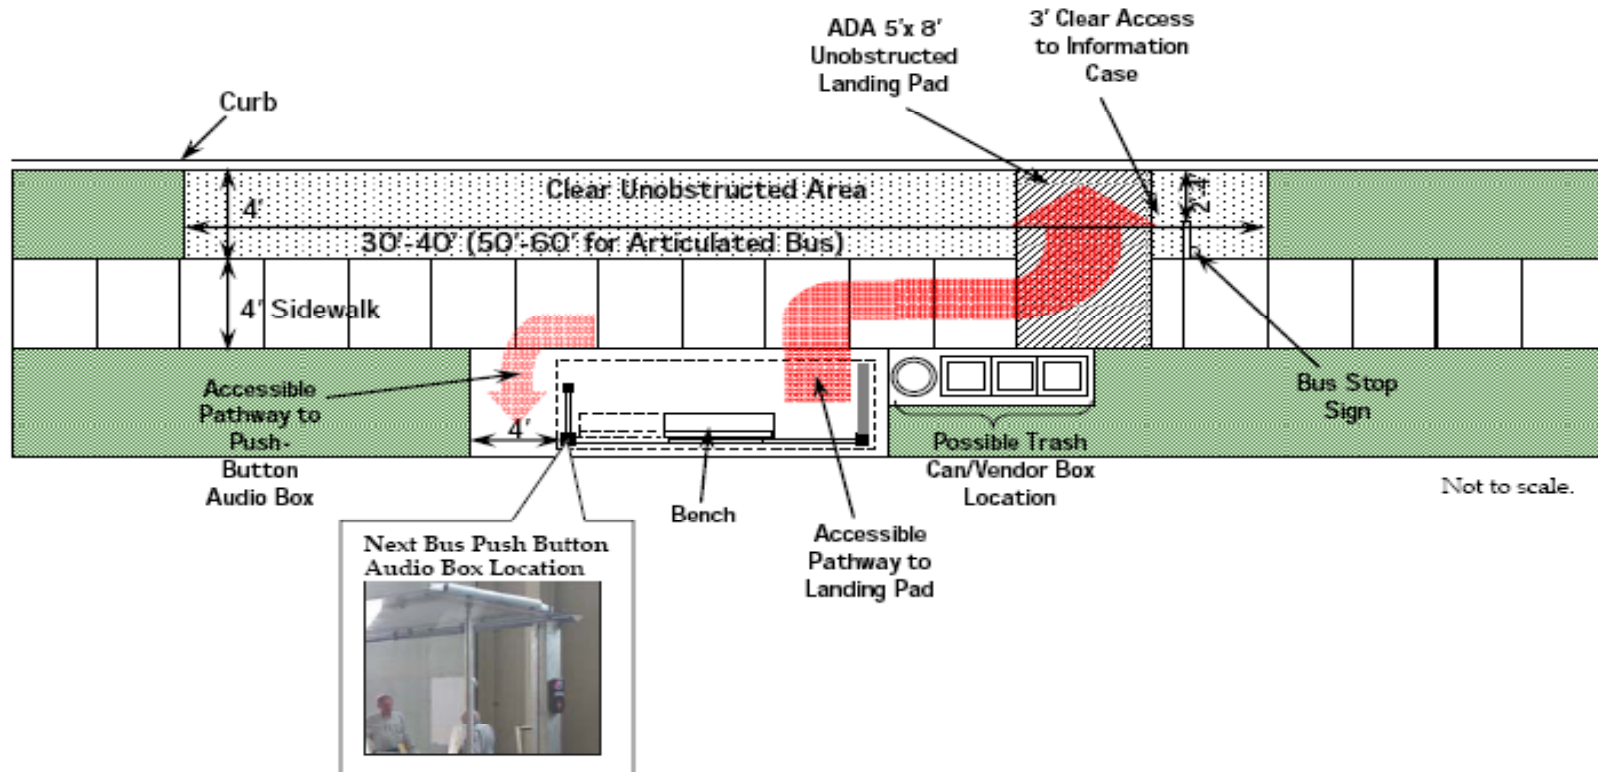 ADA 5'x 8'
Unobstructed
Landing Pad
3' Clear Access
to Information
Case
Curb
Clear Unobstructed Area
4'
2'4"
30'-40' (50'-60' for Articulated Bus)
4' Sidewalk
Accessible
Pathway to
Push-
Button
Audio Box
4'
Bench
Accessible
Pathway to
Landing Pad
Possible Trash
Can/Vendor Box
Location
Bus Stop
Sign
Not to scale.
Next Bus Push Button
Audio Box Location